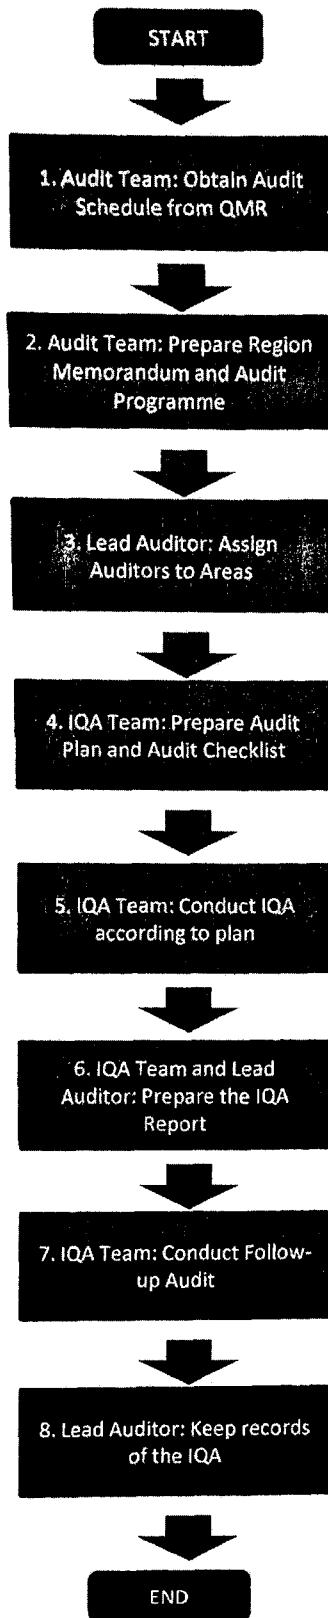 START
1. Audit Team: Obtain Audit
Schedule from QMR
2. Audit Team: Prepare Region
Memorandum and Audit
Programme
3. Lead Auditor: Assign
Auditors to Areas
4. IQA Team: Prepare Audit
Plan and Audit Checklist
5. IQA Team: Conduct IQA
according to plan
6. IQA Team and Lead
Auditor: Prepare the IQA
Report
7. IQA Team: Conduct Follow-
up Audit
8. Lead Auditor: Keep records
of the IQA
END